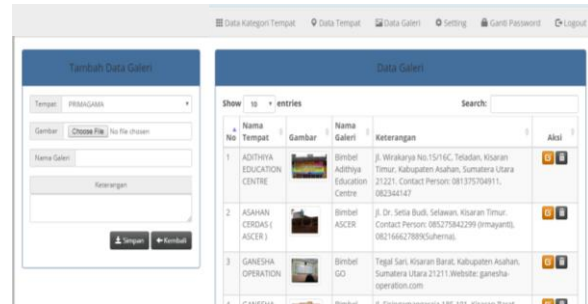 Data Kategori Tempat Data Tempat Data Galeri Setting Ganti Password Logout
Tambah Data Galeri
Tempat PRIMAGAMA
Gambar Choose File No file chosen
Nama Galeri
Keterangan
Simpan Kembali
Data Galeri
Show 10 entries Search:
No Nama Tempat Gambar Nama Galeri Keterangan Aksi
1 ADITHIYA EDUCATION CENTRE
Bimbel Adithiya Education Centre
Jl. Wirakarya No.15/16C, Teladan, Kisaran
Timur, Kabupaten Asahan, Sumatera Utara
21221. Contact Person: 081375704911,
082344147
2 ASAHAN CERDAS ( ASCER )
Bimbel ASCER
Jl. Dr. Setia Budi, Selawan, Kisaran Timur.
Contact Person: 085275842299 (Irmayanti),
082166627889(Suherna).
3 GANESHA OPERATION
Bimbel GO
Tegal Sari, Kisaran Barat, Kabupaten Asahan,
Sumatera Utara 21211.Website: ganesha-
operation.com
4 GANESHA
Bimbel